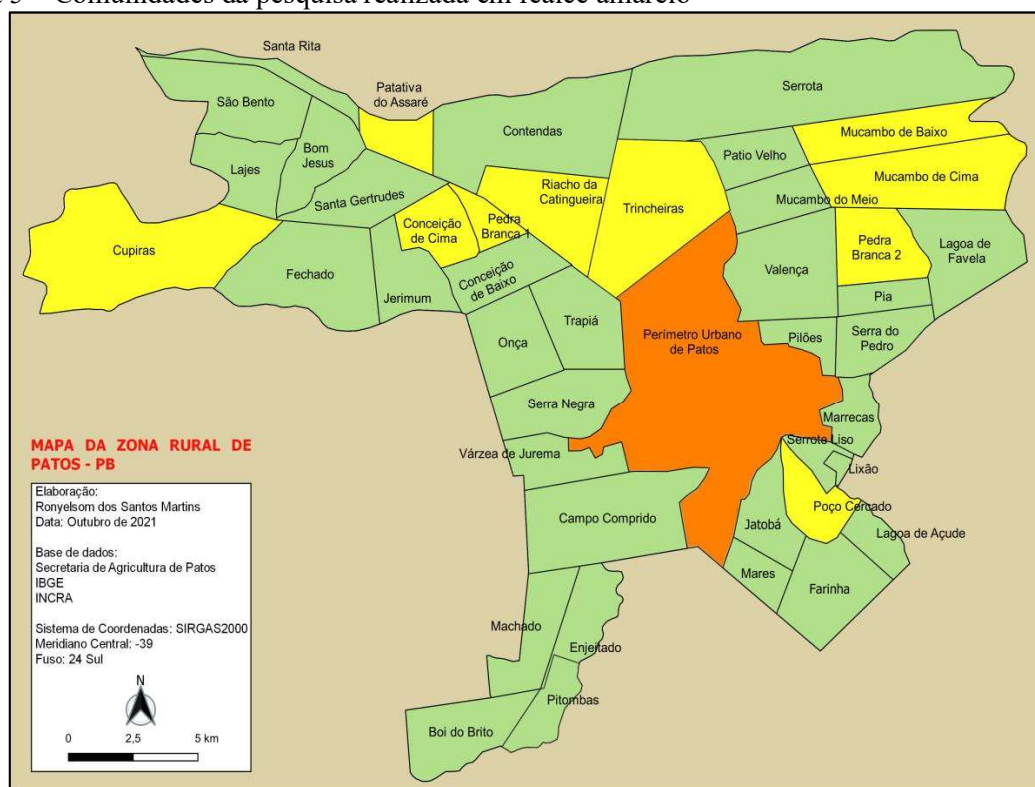 3 – Comunidades da pesquisa realizada em realce amarelo
Santa Rita
São Bento
Patativa
do Assaré
Serrota
Contendas
Mucambo de Baixo
Lajes
Bom
Jesus
Patio Velho
Mucambo de Cima
Santa Gertrudes
Riacho da
Catingueira
Trincheiras
Mucambo do Meio
Cupiras
Conceição
de Cima
Pedra
Branca 1
Pedra
Branca 2
Lagoa de
Favela
Fechado
Jerimum
Conceição
de Baixo
Valença
Pia
Onça
Trapiá
Perímetro Urbano
de Patos
Pilões
Serra do
Pedro
Serra Negra
Marrecas
Várzea de Jurema
Serrote Liso
Lixão
Campo Comprido
Jatobá
Poço Cercado
Lagoa de Açude
Mares
Farinha
Machado
Enjeitado
Pitombas
Boi do Brito
MAPA DA ZONA RURAL DE
PATOS - PB
Elaboração:
Ronyelsom dos Santos Martins
Data: Outubro de 2021
Base de dados:
Secretaria de Agricultura de Patos
IBGE
INCRA
Sistema de Coordenadas: SIRGAS2000
Meridiano Central: -39
Fuso: 24 Sul
N
0 2,5 5 km